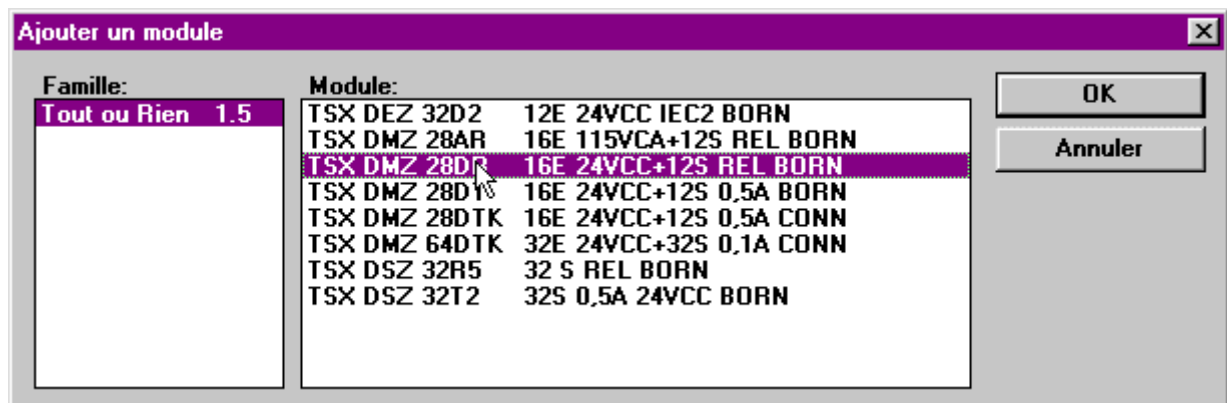 Ajouter un module
Famille:
Tout ou Rien 1.5
Module:
TSX DEZ 32D2 12E 24VCC IEC2 BORN
TSX DMZ 28AR 16E 115VCA+12S REL BORN
TSX DMZ 28DR 16E 24VCC+12S REL BORN
TSX DMZ 28DT 16E 24VCC+12S 0,5A BORN
TSX DMZ 28DTK 16E 24VCC+12S 0,5A CONN
TSX DMZ 64DTK 32E 24VCC+32S 0,1A CONN
TSX DSZ 32R5 32 S REL BORN
TSX DSZ 32T2 32S 0,5A 24VCC BORN
OK
Annuler